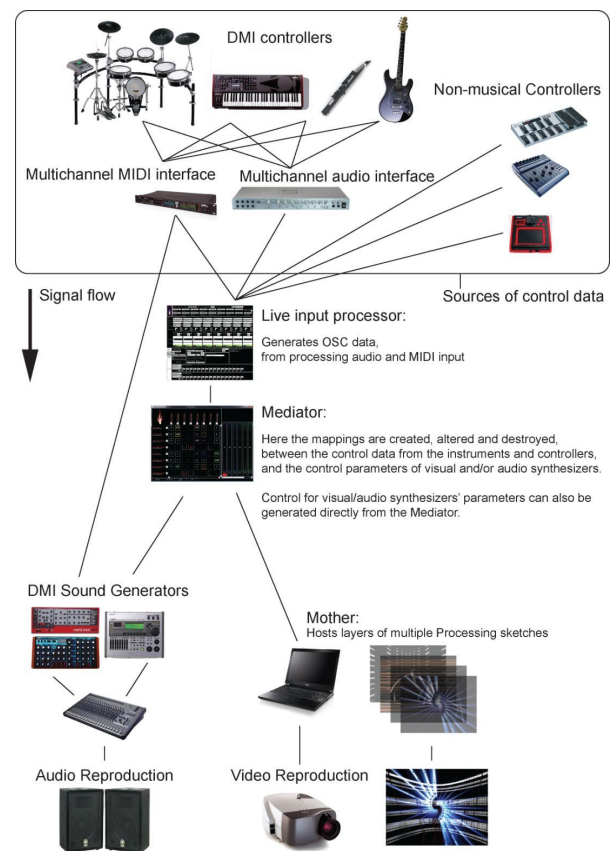 DMI controllers
Non-musical Controllers
Multichannel MIDI interface
Multichannel audio interface
Signal flow
Sources of control data
Live input processor:
Generates OSC data,
from processing audio and MIDI input
Mediator:
Here the mappings are created, altered and destroyed,
between the control data from the instruments and controllers,
and the control parameters of visual and/or audio synthesizers.
Control for visual/audio synthesizers' parameters can also be
generated directly from the Mediator.
DMI Sound Generators
Mother:
Hosts layers of multiple Processing sketches
Audio Reproduction
Video Reproduction